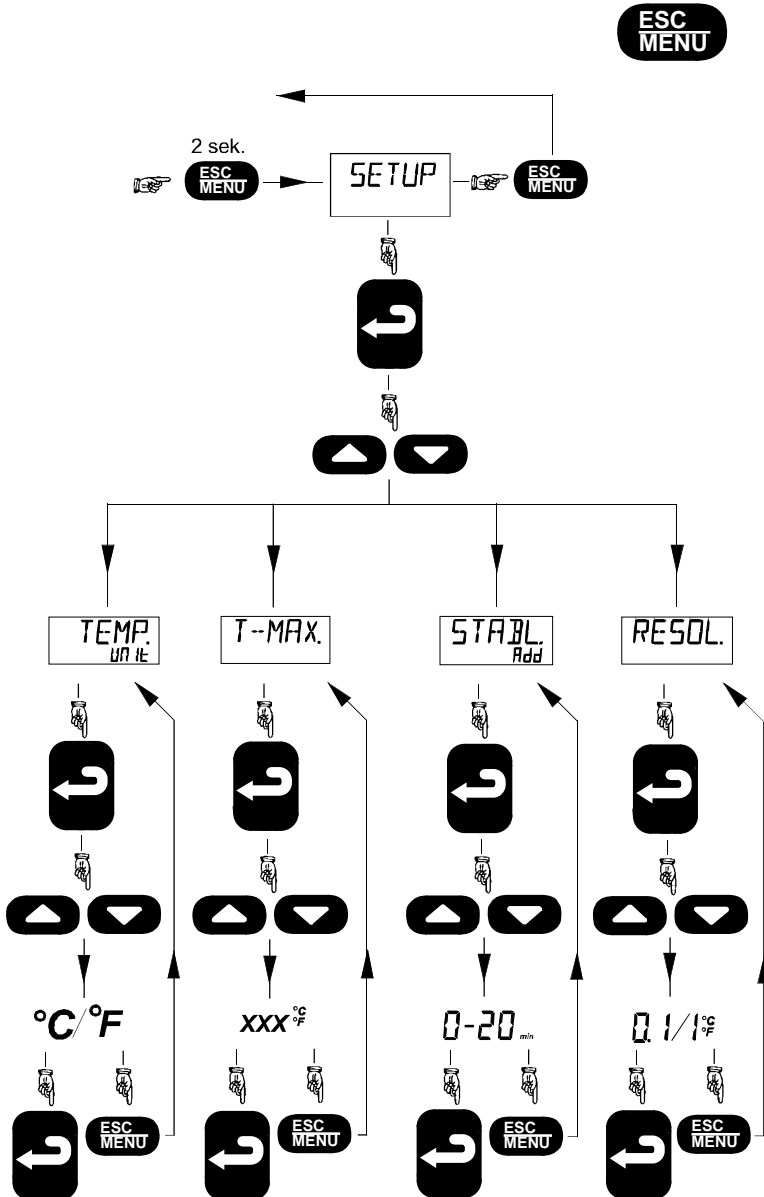 ESC
MENU
2 sek.
ESC
MENU
SETUP
ESC
MENU
TEMP.
unit
T-MAX.
STABL.
Add
RESOL.
°C/°F
XXX °C
°F
0-20 min
0.1/1 °C
°F
ESC
MENU
ESC
MENU
ESC
MENU
ESC
MENU